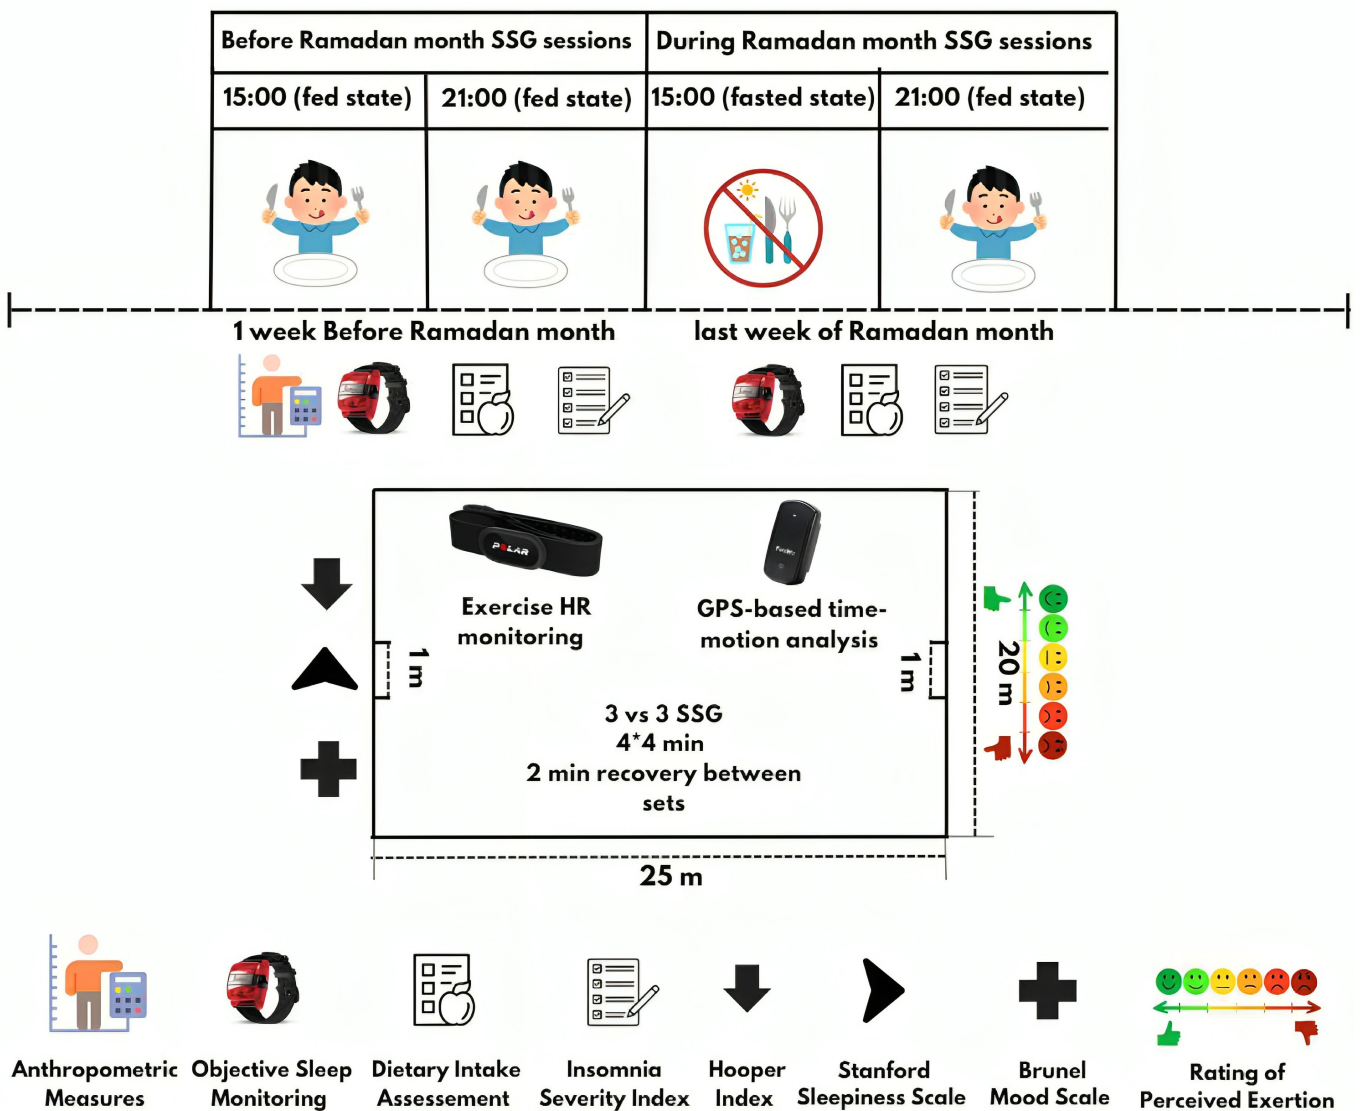 Before Ramadan month SSG sessions
During Ramadan month SSG sessions
15:00 (fed state)
21:00 (fed state)
15:00 (fasted state)
21:00 (fed state)
1 week Before Ramadan month
last week of Ramadan month
POLAR
Exercise HR
monitoring
GPS-based time-
motion analysis
1 m
1 m
20 m
3 vs 3 SSG
4*4 min
2 min recovery between
sets
25 m
Anthropometric
Measures
Objective Sleep
Monitoring
Dietary Intake
Assessement
Insomnia
Severity Index
Hooper
Index
Stanford
Sleepiness Scale
Brunel
Mood Scale
Rating of
Perceived Exertion